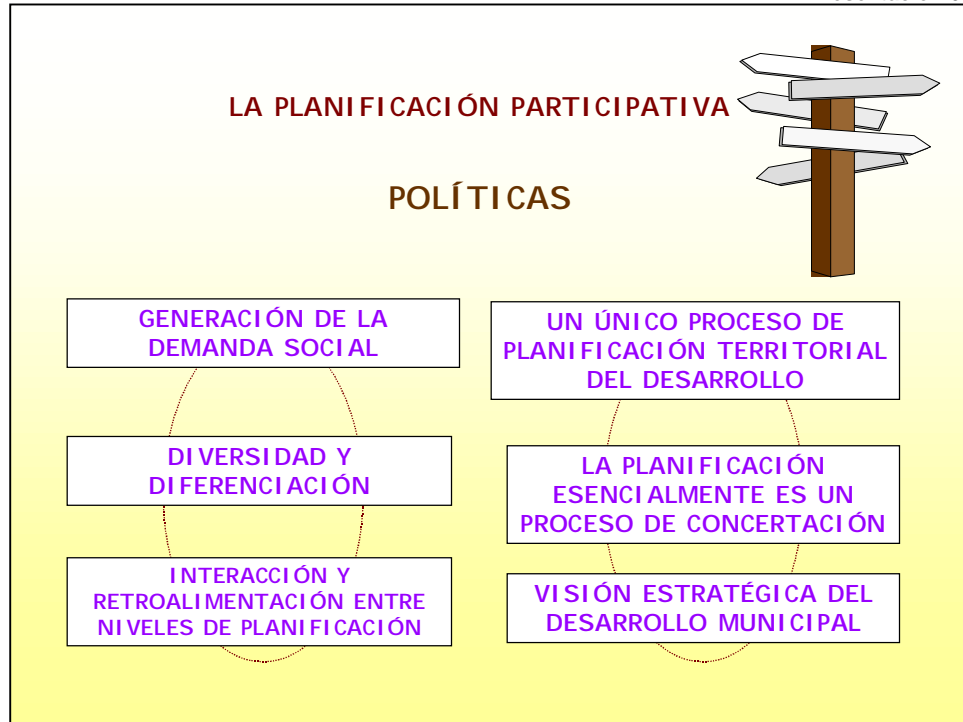 LA PLANIFICACIÓN PARTICIPATIVA
POLÍTICAS
GENERACIÓN DE LA
DEMANDA SOCIAL
DIVERSIDAD Y
DIFERENCIACIÓN
INTERACCIÓN Y
RETROALIMENTACIÓN ENTRE
NIVELES DE PLANIFICACIÓN
UN ÚNICO PROCESO DE
PLANIFICACIÓN TERRITORIAL
DEL DESARROLLO
LA PLANIFICACIÓN
ESENCIALMENTE ES UN
PROCESO DE CONCERTACIÓN
VISIÓN ESTRATÉGICA DEL
DESARROLLO MUNICIPAL